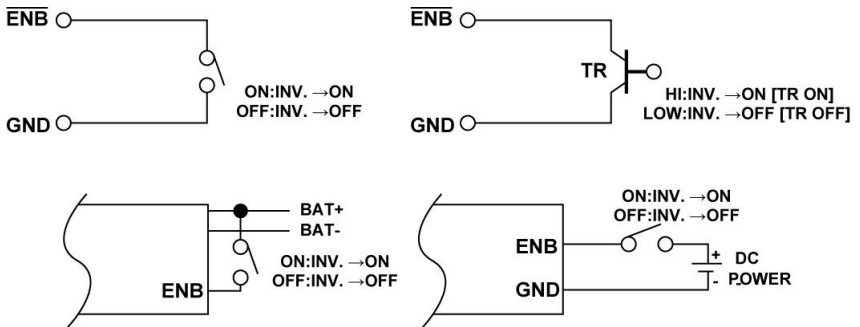 E̅N̅B̅
ON:INV. →ON
OFF:INV. →OFF
GND
E̅N̅B̅
TR
HI:INV. →ON [TR ON]
LOW:INV. →OFF [TR OFF]
GND
BAT+
BAT-
ON:INV. →ON
OFF:INV. →OFF
ENB
ON:INV. →ON
OFF:INV. →OFF
ENB
+ DC
- POWER
GND